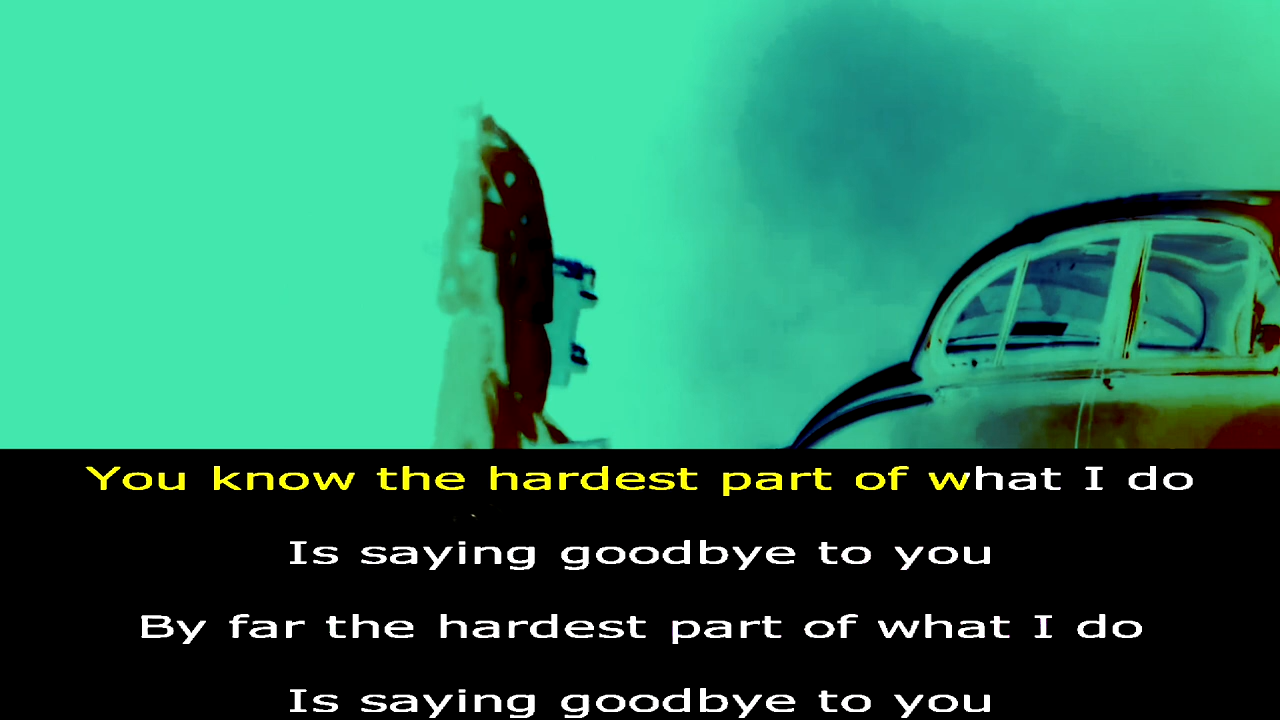 You know the hardest part of what I do
Is saying goodbye to you
By far the hardest part of what I do
Is saying goodbye to you